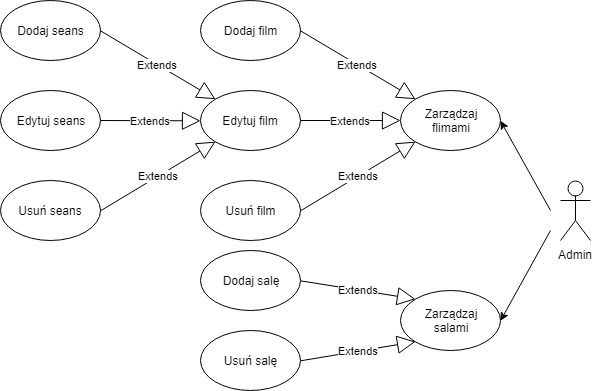 Dodaj seans
Dodaj film
Extends
Extends
Edytuj seans
Extends
Edytuj film
Extends
Zarządzaj
flimami
Extends
Extends
Usuń seans
Usuń film
Admin
Dodaj salę
Extends
Zarządzaj
salami
Extends
Usuń salę